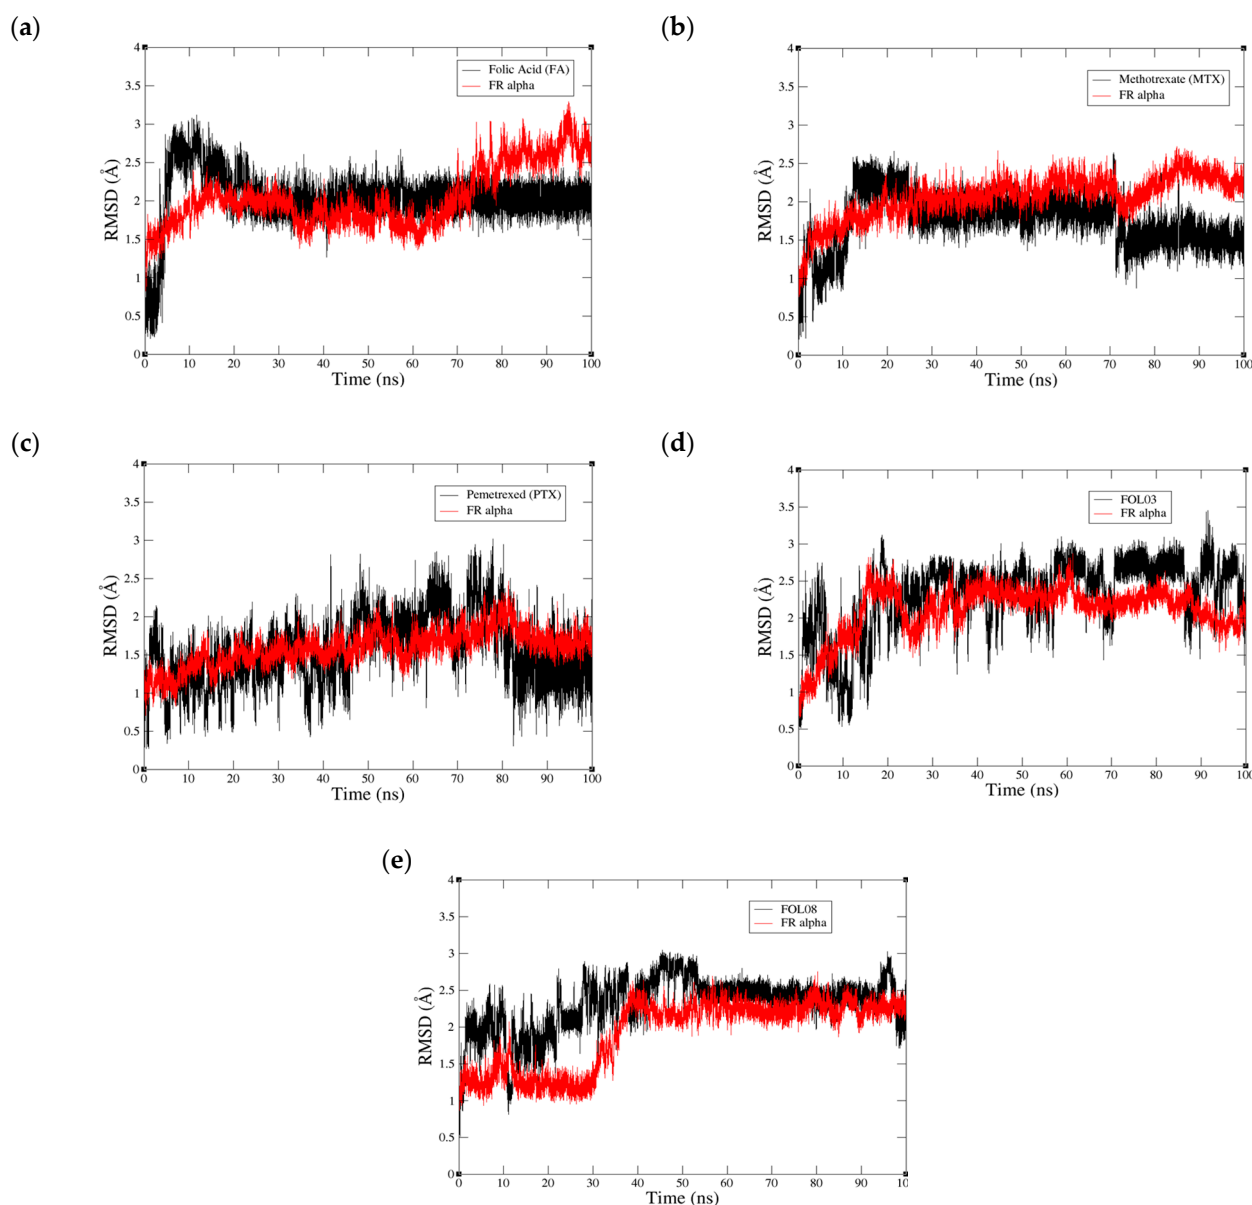 (a)
4
3.5
3
2.5
2
1.5
1
0.5
0
RMSD (Å)
Folic Acid (FA)
FR alpha
0 10 20 30 40 50 60 70 80 90 100
Time (ns)
(b)
4
3.5
3
2.5
2
1.5
1
0.5
0
RMSD (Å)
Methotrexate (MTX)
FR alpha
0 10 20 30 40 50 60 70 80 90 100
Time (ns)
(c)
4
3.5
3
2.5
2
1.5
1
0.5
0
RMSD (Å)
Pemetrexed (PTX)
FR alpha
0 10 20 30 40 50 60 70 80 90 100
Time (ns)
(d)
4
3.5
3
2.5
2
1.5
1
0.5
0
RMSD (Å)
FOL03
FR alpha
0 10 20 30 40 50 60 70 80 90 100
Time (ns)
(e)
4
3.5
3
2.5
2
1.5
1
0.5
0
RMSD (Å)
FOL08
FR alpha
0 10 20 30 40 50 60 70 80 90 10
Time (ns)